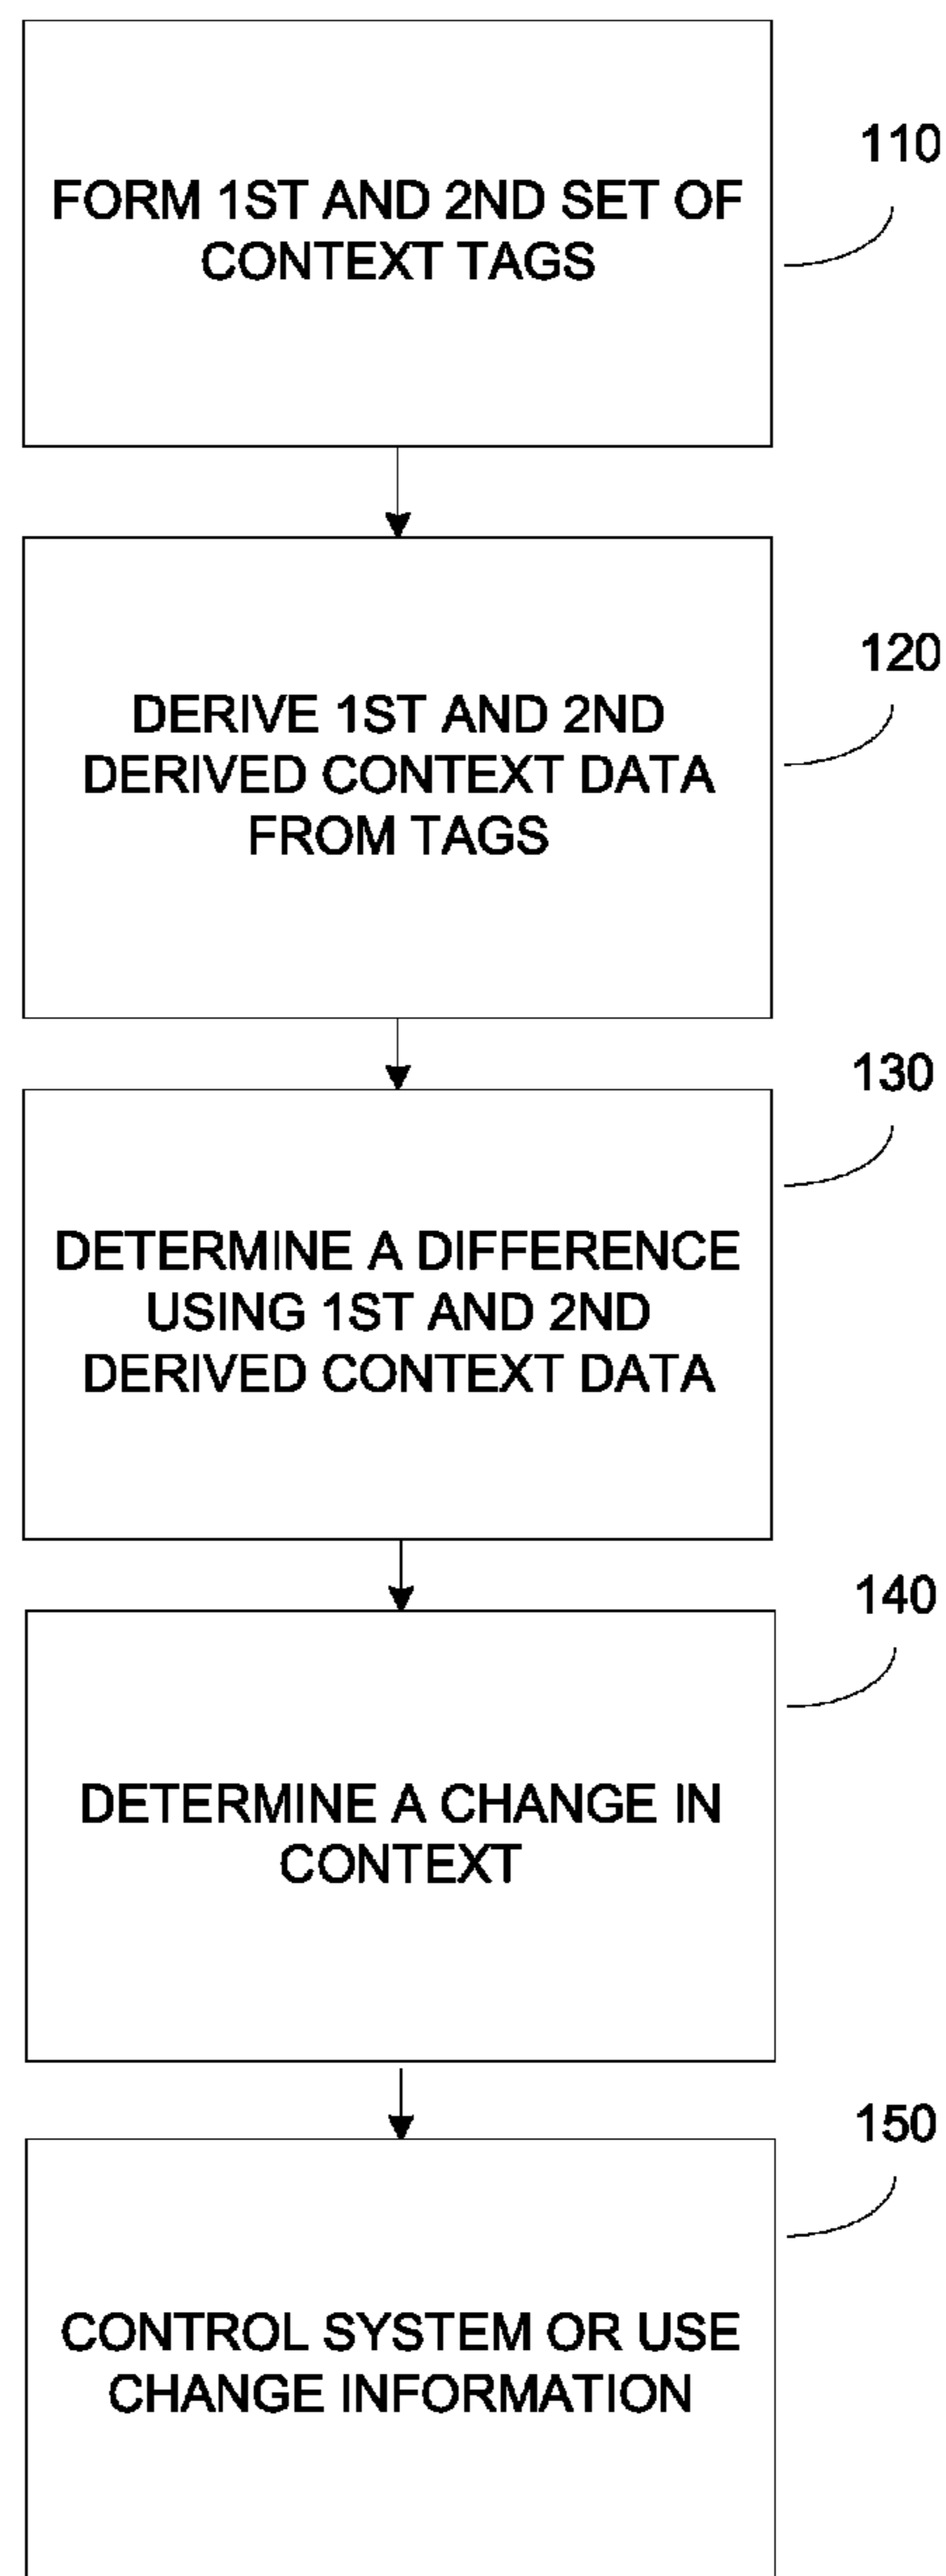 FORM 1ST AND 2ND SET OF
CONTEXT TAGS
110
DERIVE 1ST AND 2ND
DERIVED CONTEXT DATA
FROM TAGS
120
DETERMINE A DIFFERENCE
USING 1ST AND 2ND
DERIVED CONTEXT DATA
130
DETERMINE A CHANGE IN
CONTEXT
140
CONTROL SYSTEM OR USE
CHANGE INFORMATION
150